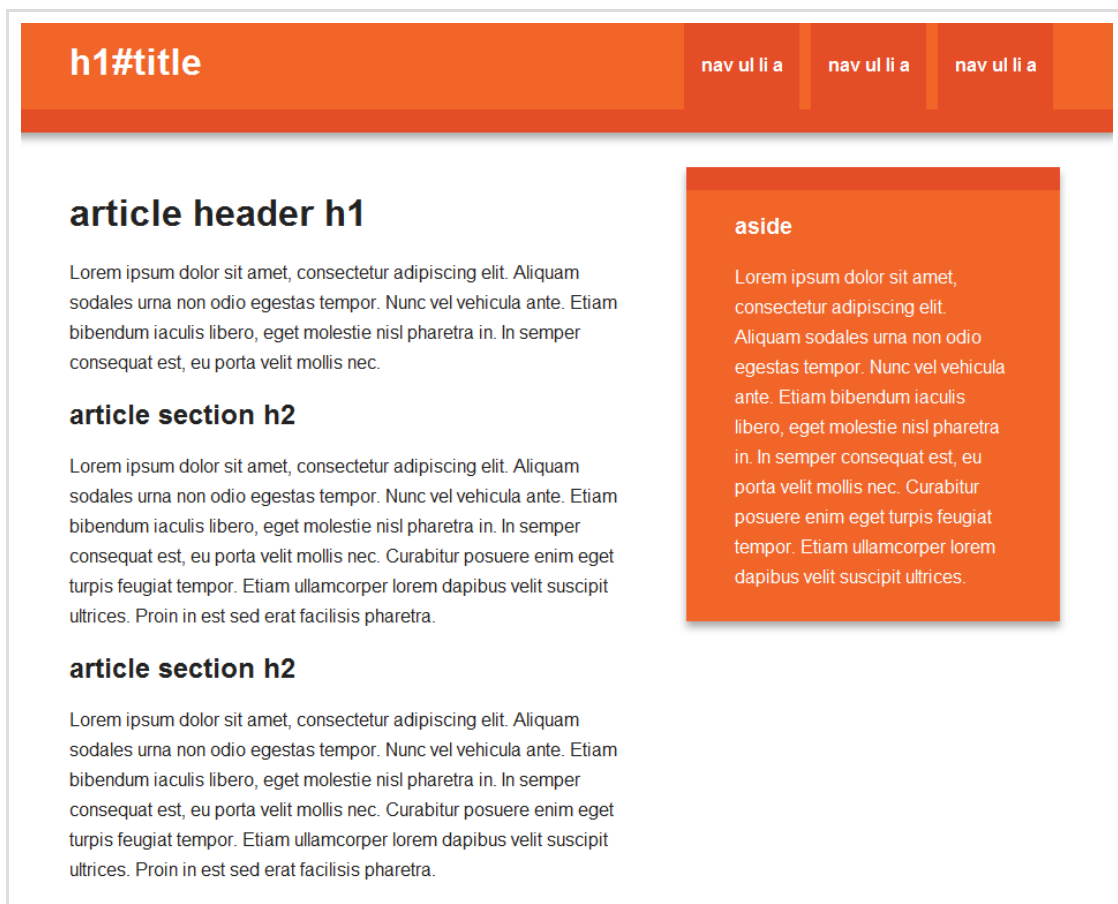 h1#title
nav ul li a
nav ul li a
nav ul li a
article header h1
Lorem ipsum dolor sit amet, consectetur adipiscing elit. Aliquam
sodales urna non odio egestas tempor. Nunc vel vehicula ante. Etiam
bibendum iaculis libero, eget molestie nisl pharetra in. In semper
consequat est, eu porta velit mollis nec.
article section h2
Lorem ipsum dolor sit amet, consectetur adipiscing elit. Aliquam
sodales urna non odio egestas tempor. Nunc vel vehicula ante. Etiam
bibendum iaculis libero, eget molestie nisl pharetra in. In semper
consequat est, eu porta velit mollis nec. Curabitur posuere enim eget
turpis feugiat tempor. Etiam ullamcorper lorem dapibus velit suscipit
ultrices. Proin in est sed erat facilisis pharetra.
article section h2
Lorem ipsum dolor sit amet, consectetur adipiscing elit. Aliquam
sodales urna non odio egestas tempor. Nunc vel vehicula ante. Etiam
bibendum iaculis libero, eget molestie nisl pharetra in. In semper
consequat est, eu porta velit mollis nec. Curabitur posuere enim eget
turpis feugiat tempor. Etiam ullamcorper lorem dapibus velit suscipit
ultrices. Proin in est sed erat facilisis pharetra.
aside
Lorem ipsum dolor sit amet,
consectetur adipiscing elit.
Aliquam sodales urna non odio
egestas tempor. Nunc vel vehicula
ante. Etiam bibendum iaculis
libero, eget molestie nisl pharetra
in. In semper consequat est, eu
porta velit mollis nec. Curabitur
posuere enim eget turpis feugiat
tempor. Etiam ullamcorper lorem
dapibus velit suscipit ultrices.